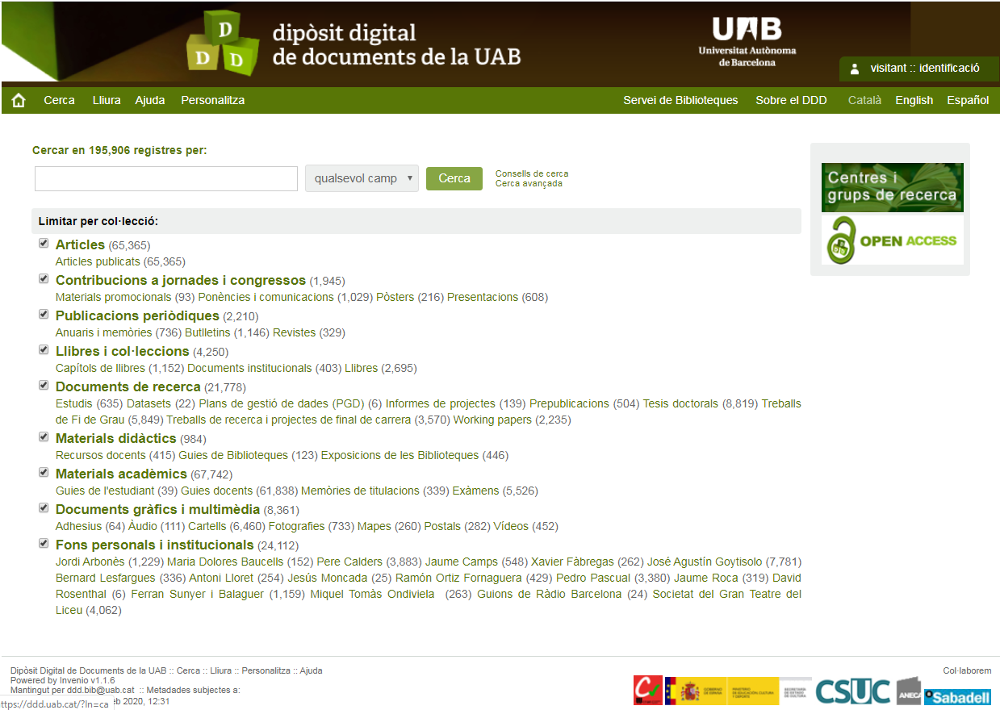 D
D
D
dipòsit digital
de documents de la UAB
UAB
Universitat Autònoma
de Barcelona
visitant :: identificació
Cerca Lliura Ajuda Personalitza Servei de Biblioteques Sobre el DDD Català English Español
Cercar en 195,906 registres per:
qualsevol camp Cerca
Consells de cerca
Cerca avançada
Centres i
grups de recerca
OPEN ACCESS
Limitar per col·lecció:
Articles (65,365)
Articles publicats (65,365)
Contribucions a jornades i congressos (1,945)
Materials promocionals (93) Ponències i comunicacions (1,029) Pòsters (216) Presentacions (608)
Publicacions periòdiques (2,210)
Anuaris i memòries (736) Butlletins (1,146) Revistes (329)
Llibres i col·leccions (4,250)
Capítols de llibres (1,152) Documents institucionals (403) Llibres (2,695)
Documents de recerca (21,778)
Estudis (635) Datasets (22) Plans de gestió de dades (PGD) (6) Informes de projectes (139) Prepublicacions (504) Tesis doctorals (8,819) Treballs
de Fi de Grau (5,849) Treballs de recerca i projectes de final de carrera (3,570) Working papers (2,235)
Materials didàctics (984)
Recursos docents (415) Guies de Biblioteques (123) Exposicions de les Biblioteques (446)
Materials acadèmics (67,742)
Guies de l'estudiant (39) Guies docents (61,838) Memòries de titulacions (339) Exàmens (5,526)
Documents gràfics i multimèdia (8,361)
Adhesius (64) Àudio (111) Cartells (6,460) Fotografies (733) Mapes (260) Postals (282) Vídeos (452)
Fons personals i institucionals (24,112)
Jordi Arbonès (1,229) Maria Dolores Baucells (152) Pere Calders (3,883) Jaume Camps (548) Xavier Fàbregas (262) José Agustín Goytisolo (7,781)
Bernard Lesfargues (336) Antoni Lloret (254) Jesús Moncada (25) Ramón Ortiz Fornaguera (429) Pedro Pascual (3,380) Jaume Roca (319) David
Rosenthal (6) Ferran Sunyer i Balaguer (1,159) Miquel Tomàs Ondiviela (263) Guions de Ràdio Barcelona (24) Societat del Gran Teatre del
Liceu (4,062)
Dipòsit Digital de Documents de la UAB :: Cerca :: Lliura :: Personalitza :: Ajuda
Powered by Invenio v1.1.6
Mantingut per ddd.bib@uab.cat :: Metadades subjectes a:
ttps://ddd.uab.cat/?ln=ca eb 2020, 12:31
Col·laborem
GOBIERNO
DE ESPAÑA
MINISTERIO
DE EDUCACIÓN, CULTURA
Y DEPORTE
SECRETARÍA
DE ESTADO
DE CULTURA
CSUC
ANECA
Sabadell